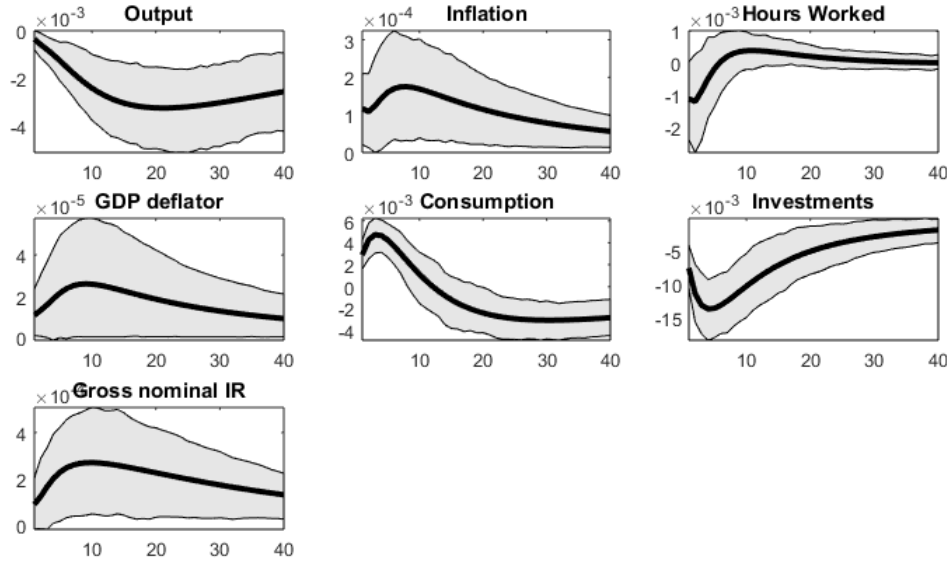 ×10⁻³ Output
0
-2
-4
10 20 30 40
×10⁻⁴ Inflation
3
2
1
0
10 20 30 40
×10⁻³ Hours Worked
1
0
-1
-2
10 20 30 40
×10⁻⁵ GDP deflator
4
2
0
10 20 30 40
×10⁻³ Consumption
6
4
2
0
-2
-4
10 20 30 40
×10⁻³ Investments
-5
-10
-15
10 20 30 40
Gross nominal IR
4
2
0
10 20 30 40